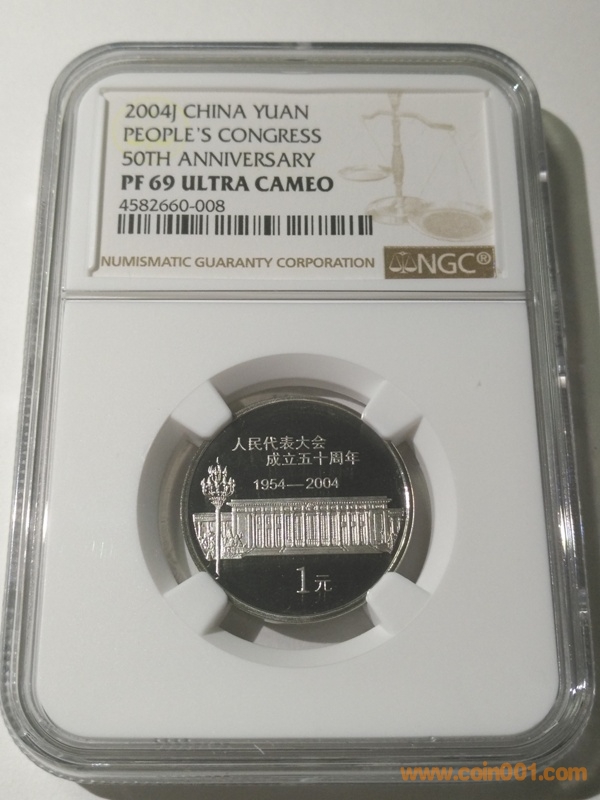 2004J CHINA YUAN
PEOPLE'S CONGRESS
50TH ANNIVERSARY
PF 69 ULTRA CAMEO
4582660-008
NUMISMATIC GUARANTY CORPORATION
NGC®
人民代表大会
成立五十周年
1954—2004
1元
www.coin001.com